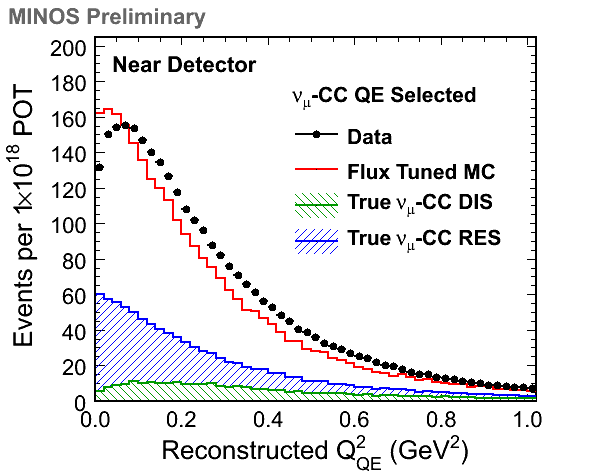 MINOS Preliminary
Near Detector
νμ-CC QE Selected
Data
Flux Tuned MC
True νμ-CC DIS
True νμ-CC RES
Events per 1×10^18 POT
200
180
160
140
120
100
80
60
40
20
0
0.0 0.2 0.4 0.6 0.8 1.0
Reconstructed Q²QE (GeV²)